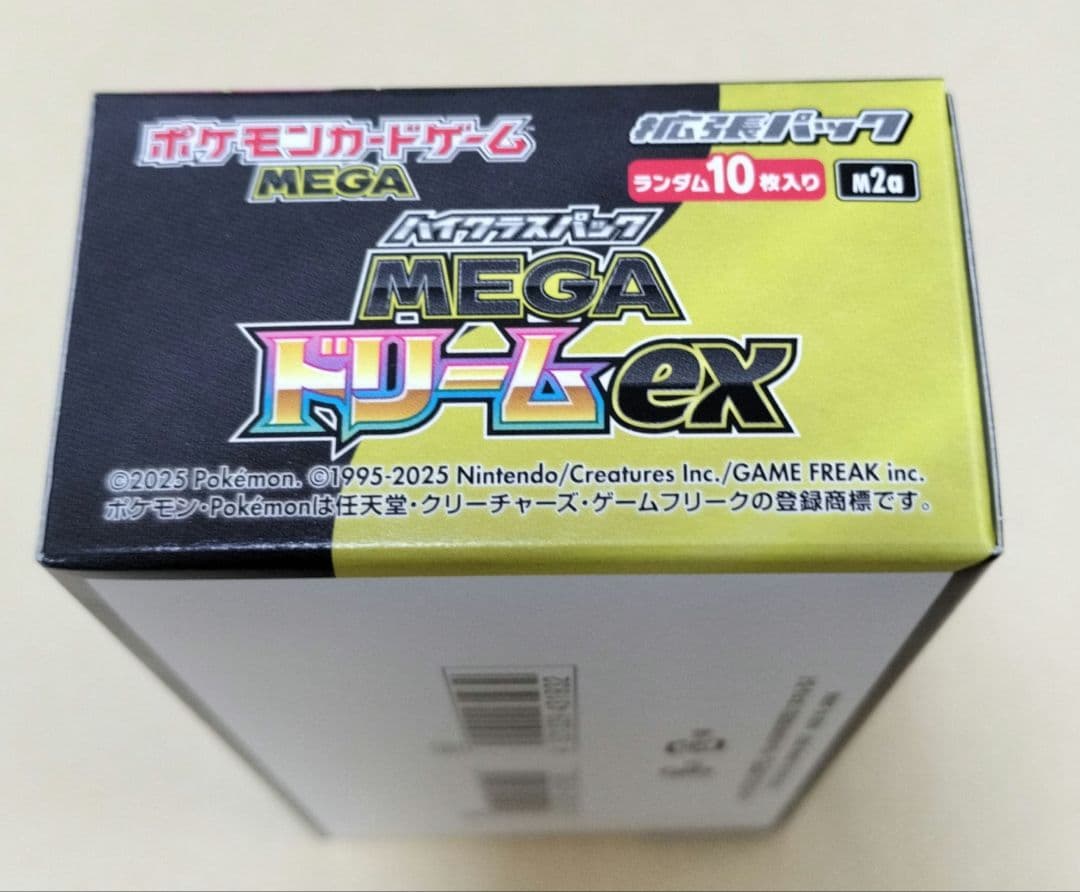 ポケモンカードゲーム
MEGA
拡張パック
ランダム10枚入り
M2a
ハイクラスパック
MEGA
ドリームex
©2025 Pokémon. ©1995-2025 Nintendo/Creatures Inc./GAME FREAK inc.
ポケモン・Pokémonは任天堂・クリーチャーズ・ゲームフリークの登録商標です。